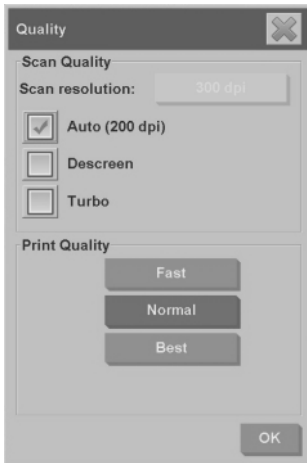 Quality
Scan Quality
Scan resolution: 300 dpi
Auto (200 dpi)
Descreen
Turbo
Print Quality
Fast
Normal
Best
OK